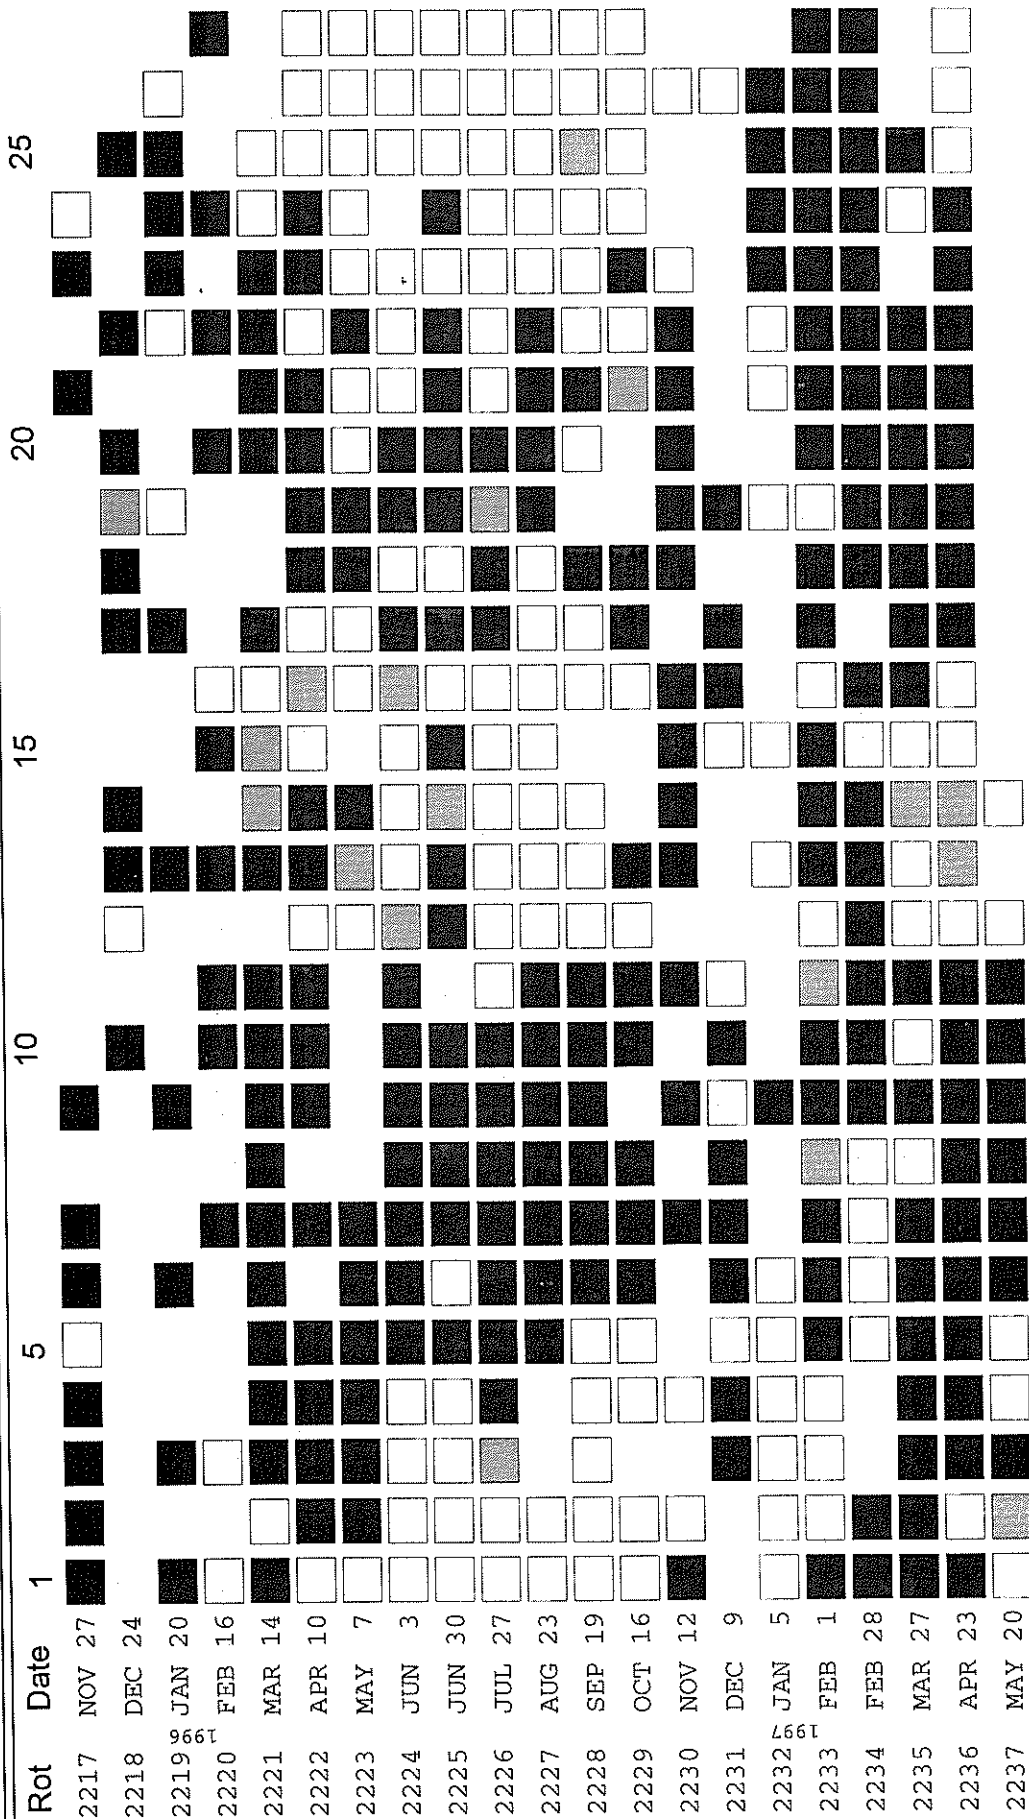 Rot Date 1 5 10 15 20 25
2217 NOV 27
2218 DEC 24
2219 JAN 20
1996
2220 FEB 16
2221 MAR 14
2222 APR 10
2223 MAY 7
2224 JUN 3
2225 JUN 30
2226 JUL 27
2227 AUG 23
2228 SEP 19
2229 OCT 16
2230 NOV 12
2231 DEC 9
2232 JAN 5
1997
2233 FEB 1
2234 FEB 28
2235 MAR 27
2236 APR 23
2237 MAY 20